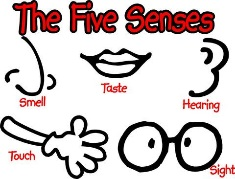 The Five Senses
Smell
Taste
Hearing
Touch
Sight